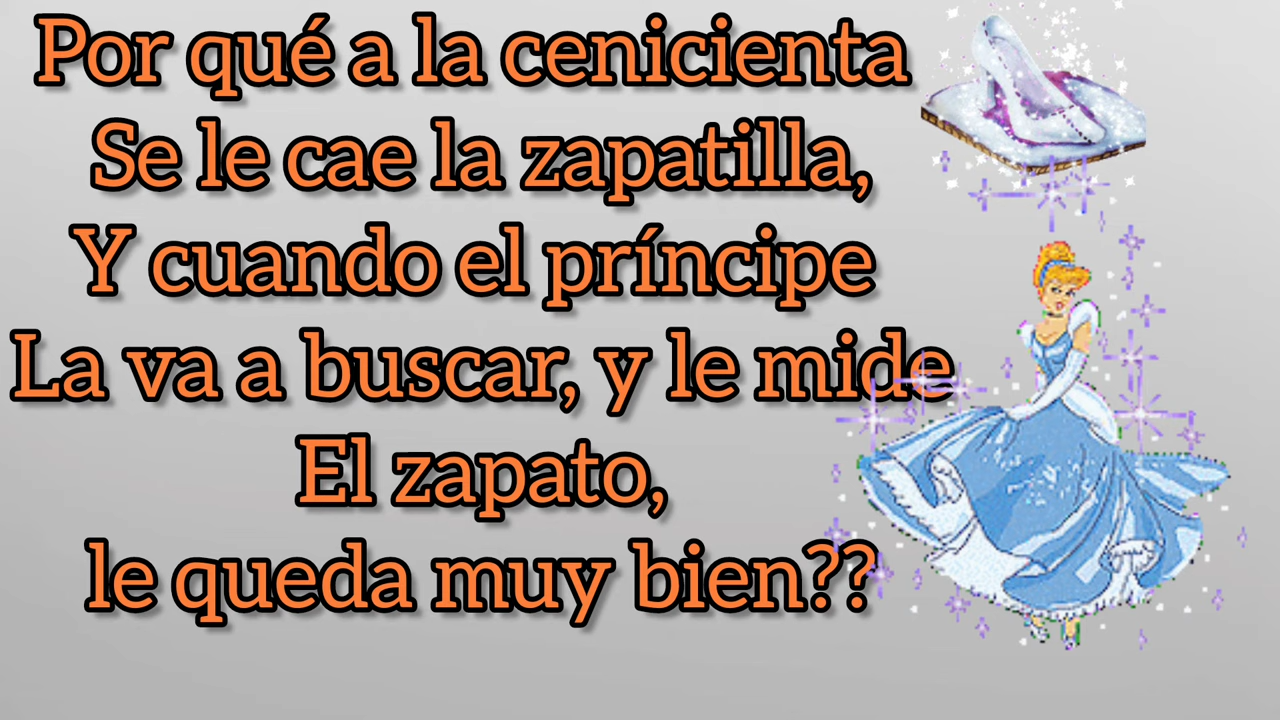 Por qué a la cenicienta
Se le cae la zapatilla,
Y cuando el príncipe
La va a buscar, y le mide
El zapato,
le queda muy bien??